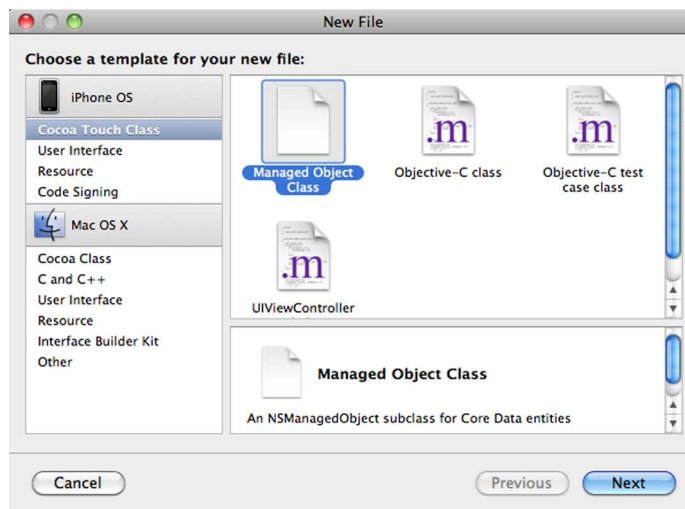 New File
Choose a template for your new file:
iPhone OS
Cocoa Touch Class
User Interface
Resource
Code Signing
Mac OS X
Cocoa Class
C and C++
User Interface
Resource
Interface Builder Kit
Other
Managed Object
Class
.m
Objective-C class
.m
Objective-C test
case class
.m
UIViewController
Managed Object Class
An NSManagedObject subclass for Core Data entities
Cancel
Previous
Next